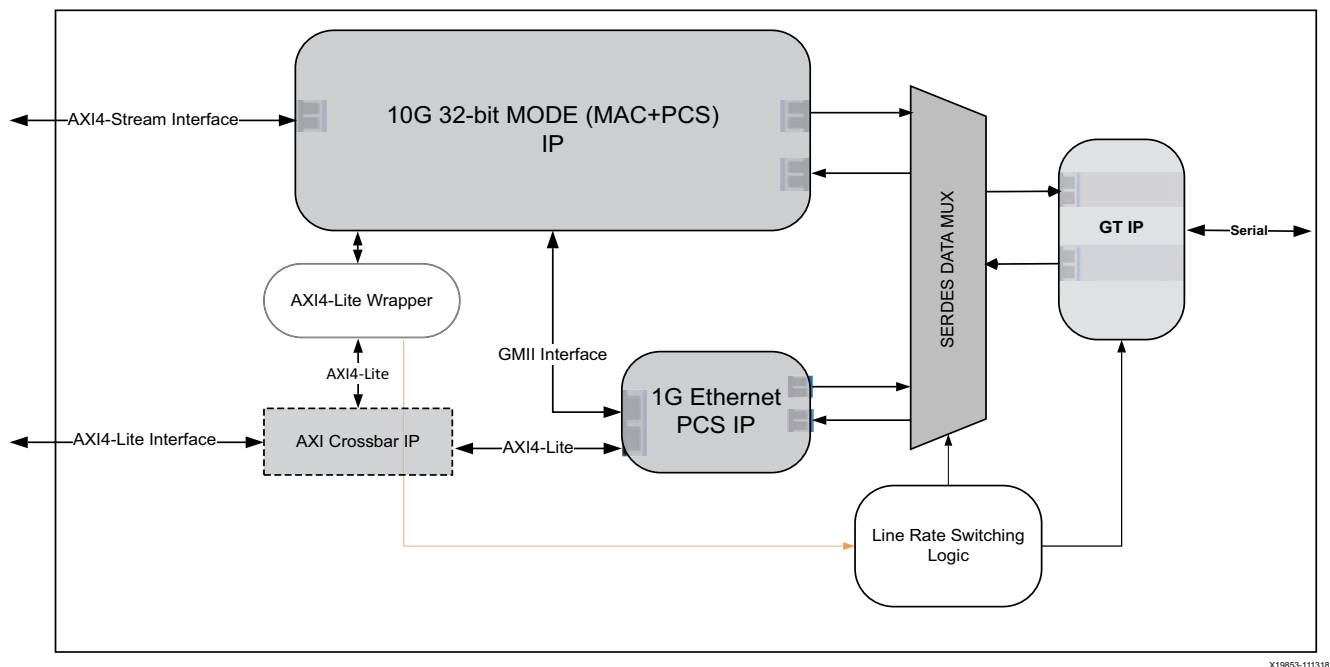 10G 32-bit MODE (MAC+PCS)
IP
AXI4-Stream Interface
SERDES DATA MUX
GT IP
Serial
AXI4-Lite Wrapper
GMII Interface
AXI4-Lite
1G Ethernet
PCS IP
AXI4-Lite Interface
AXI Crossbar IP
AXI4-Lite
Line Rate Switching
Logic
X19853-111318